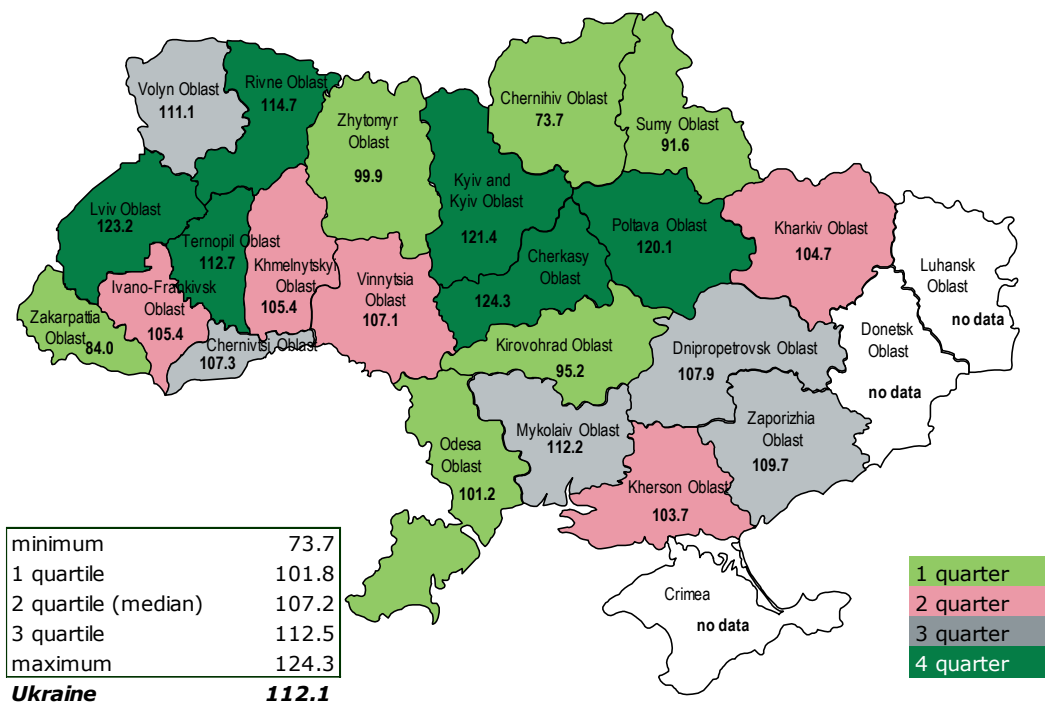 Volyn Oblast
111.1
Rivne Oblast
114.7
Zhytomyr
Oblast
99.9
Chernihiv Oblast
73.7
Sumy Oblast
91.6
Kyiv and
Kyiv Oblast
121.4
Lviv Oblast
123.2
Ternopil Oblast
112.7
Khmelnytskyi
Oblast
105.4
Vinnytsia
Oblast
107.1
Cherkasy
Oblast
124.3
Poltava Oblast
120.1
Kharkiv Oblast
104.7
Luhansk
Oblast
no data
Donetsk
Oblast
no data
Zakarpattia
Oblast
84.0
Ivano-Frankivsk
Oblast
105.4
Chernivtsi Oblast
107.3
Kirovohrad Oblast
95.2
Dnipropetrovsk Oblast
107.9
Zaporizhia
Oblast
109.7
Mykolaiv Oblast
112.2
Odesa
Oblast
101.2
Kherson Oblast
103.7
Crimea
no data
minimum 73.7
1 quartile 101.8
2 quartile (median) 107.2
3 quartile 112.5
maximum 124.3
Ukraine 112.1
1 quarter
2 quarter
3 quarter
4 quarter